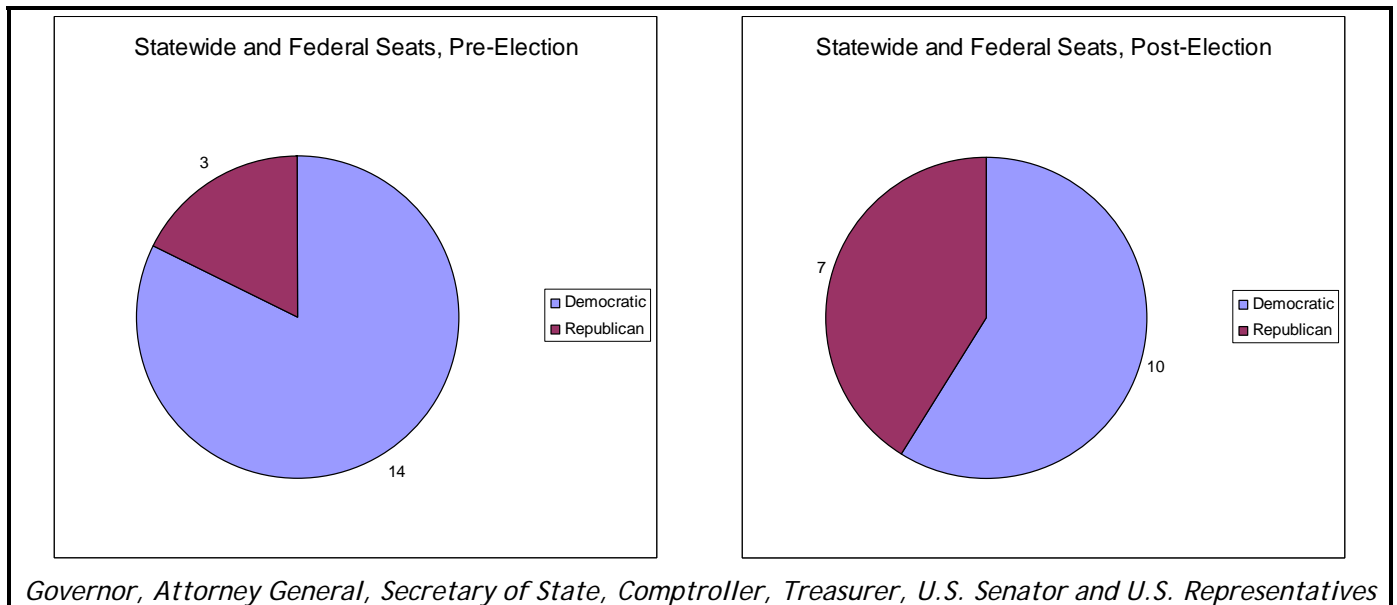 Statewide and Federal Seats, Pre-Election
3
14
Democratic
Republican
Statewide and Federal Seats, Post-Election
7
10
Democratic
Republican
Governor, Attorney General, Secretary of State, Comptroller, Treasurer, U.S. Senator and U.S. Representatives